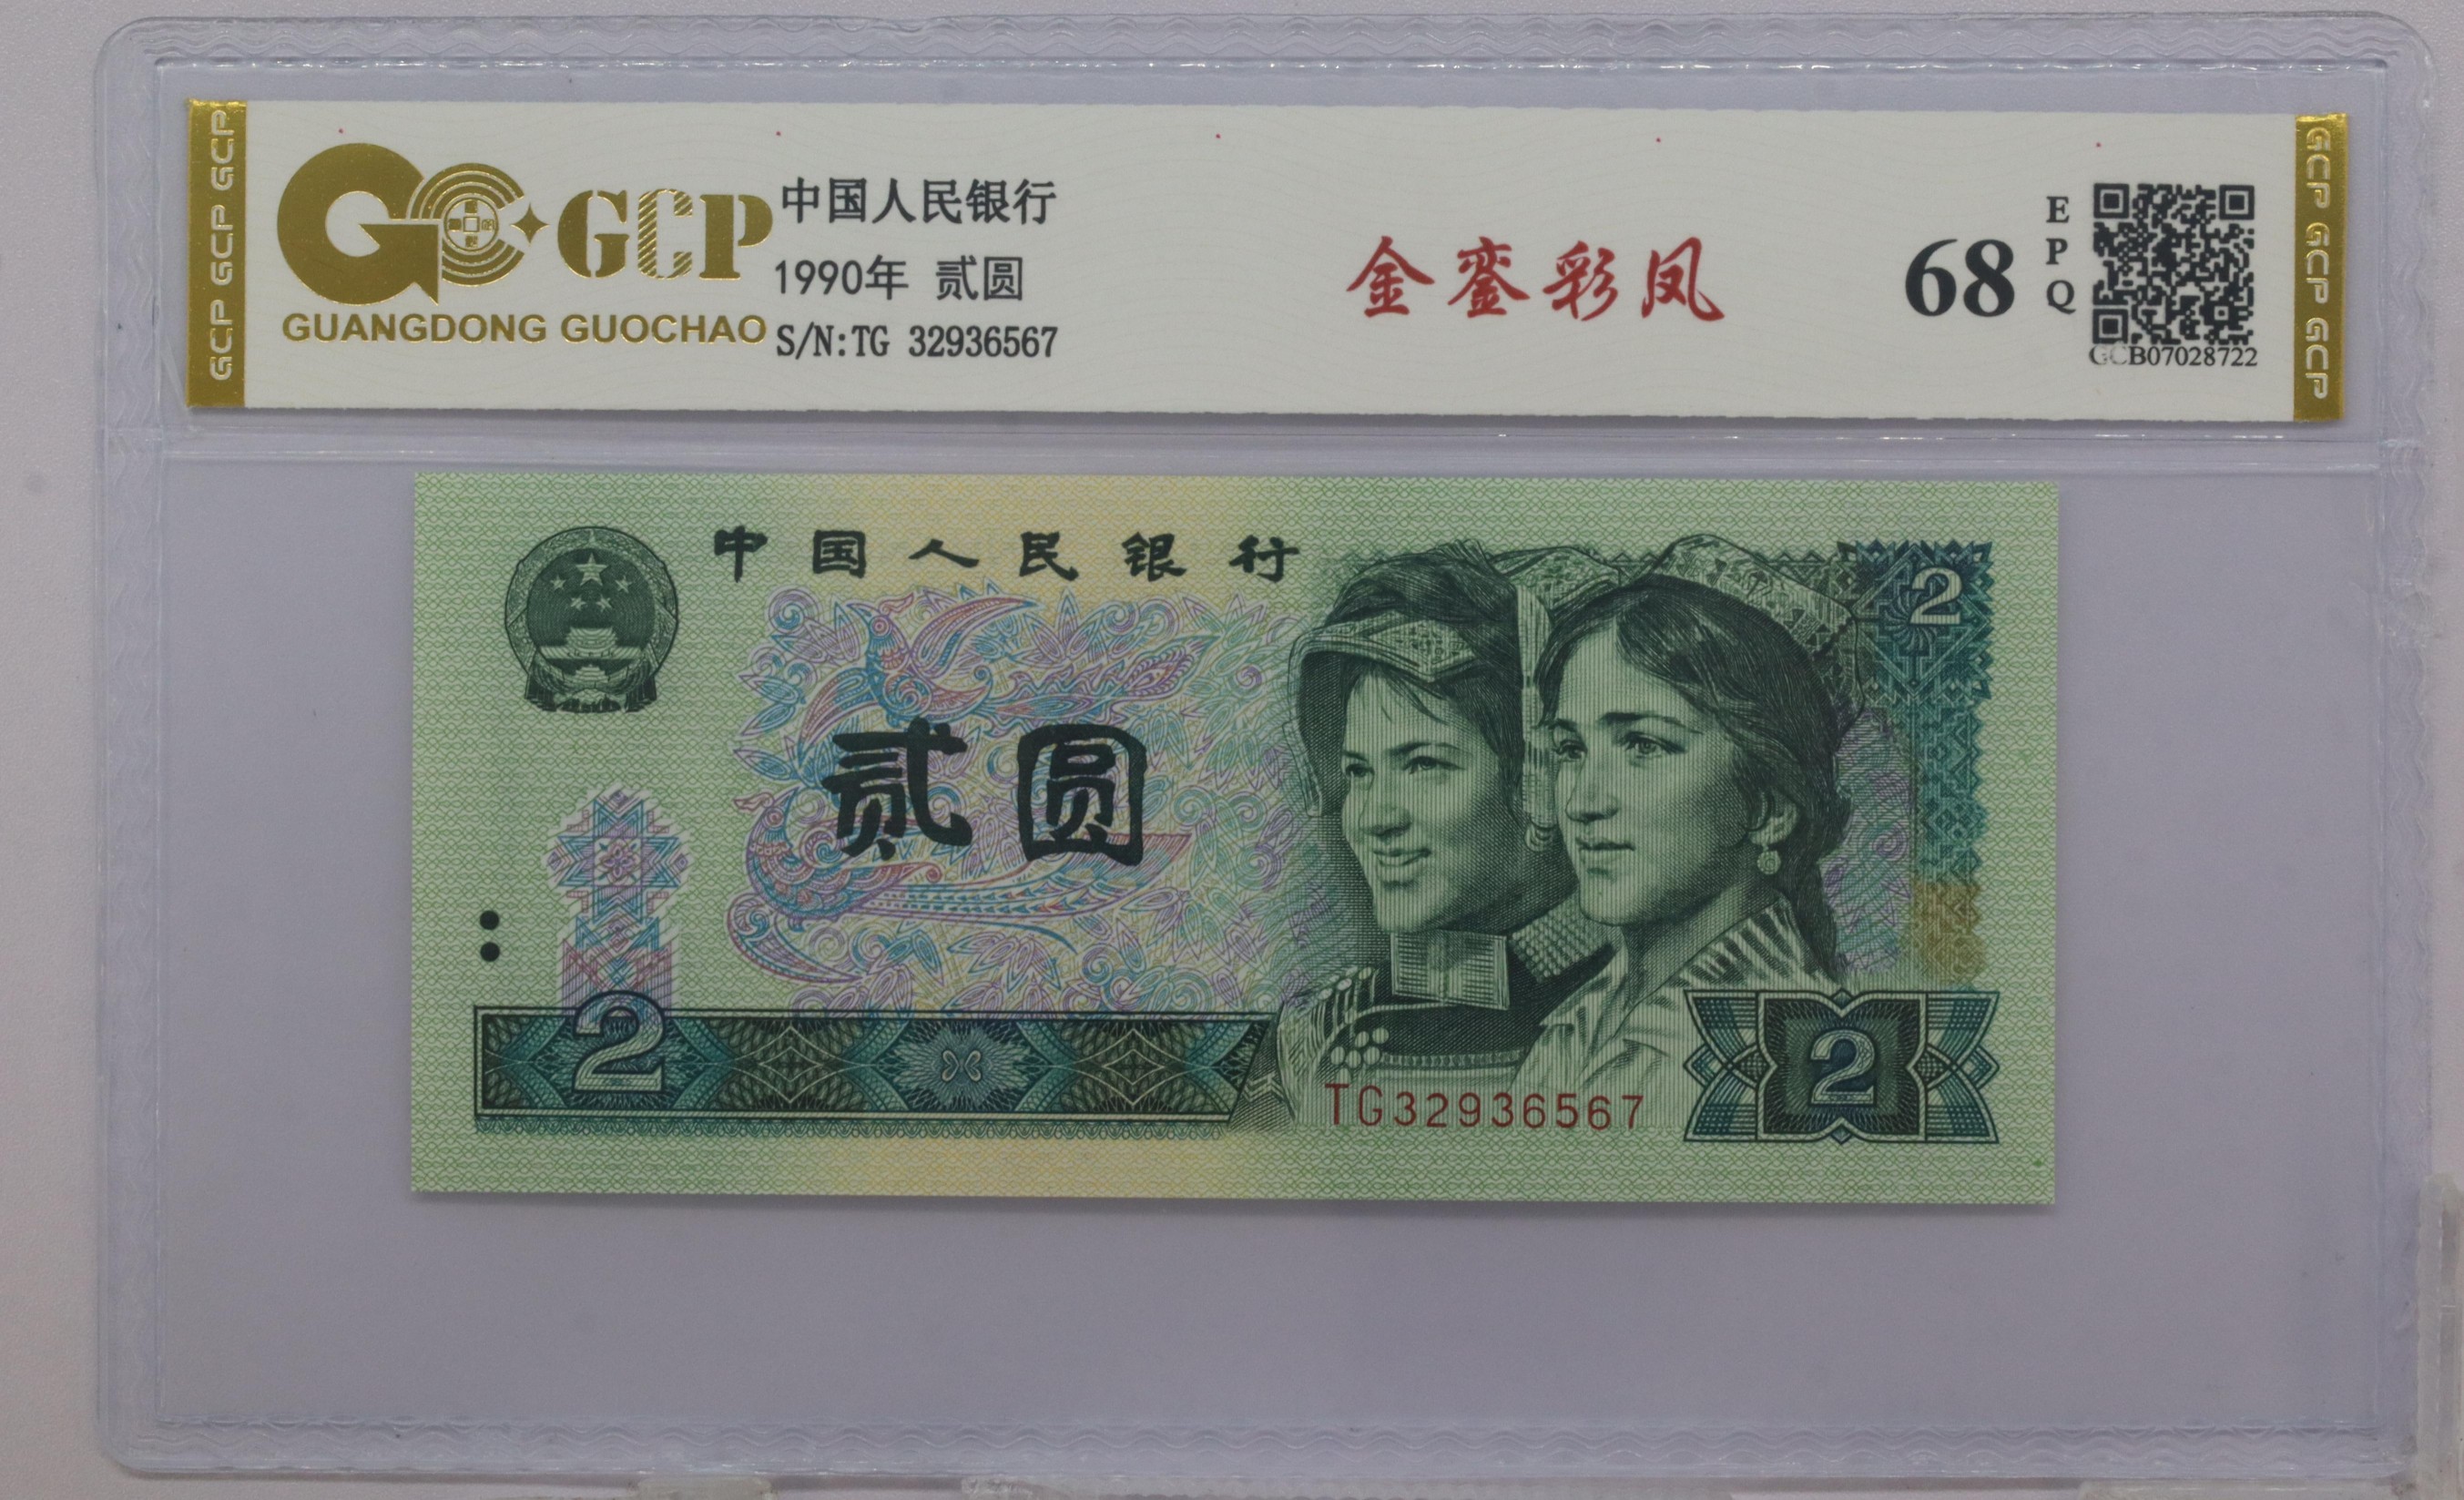 GCP GCP GCP
GCP
GUANGDONG GUOCHAO
中国人民银行
1990年 贰圆
S/N:TG 32936567
金銮彩凤
68
EPQ
GCB07028722
GCP GCP GCP
中国人民银行
2
贰圆
2
TG32936567
2